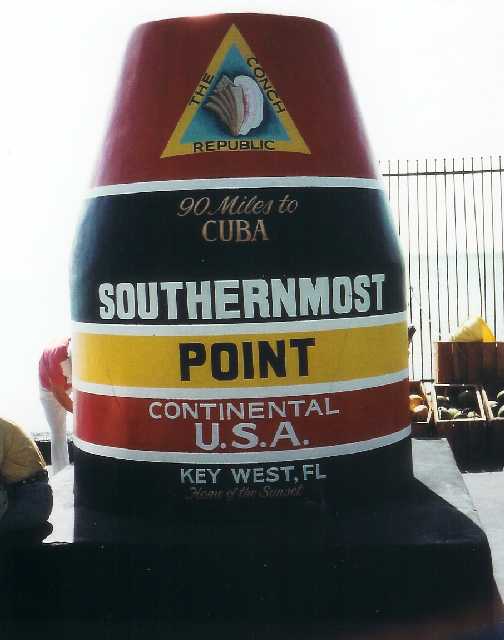 THE CONCH
REPUBLIC
90 Miles to
CUBA
SOUTHERNMOST
POINT
CONTINENTAL
U.S.A.
KEY WEST, FL
Home of the Sunset